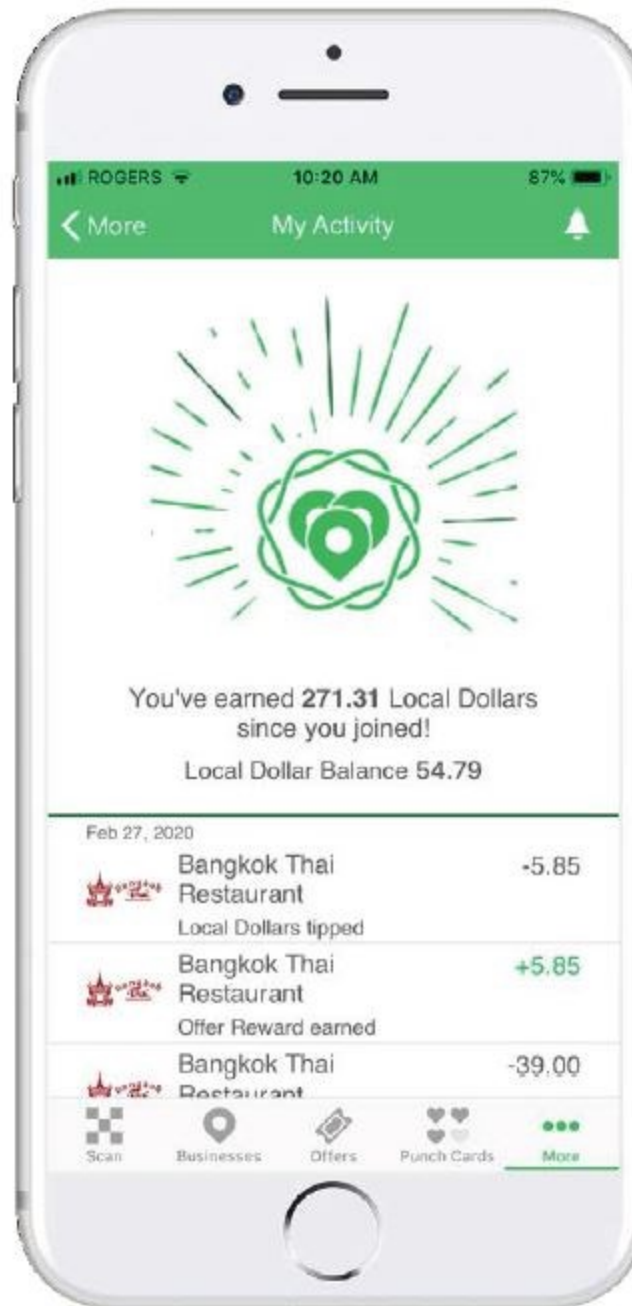 ROGERS 10:20 AM 87%
More My Activity
You've earned 271.31 Local Dollars
since you joined!
Local Dollar Balance 54.79
Feb 27, 2020
Bangkok Thai -5.85
Restaurant
Local Dollars tipped
Bangkok Thai +5.85
Restaurant
Offer Reward earned
Bangkok Thai -39.00
Restaurant
Scan Businesses Offers Punch Cards More